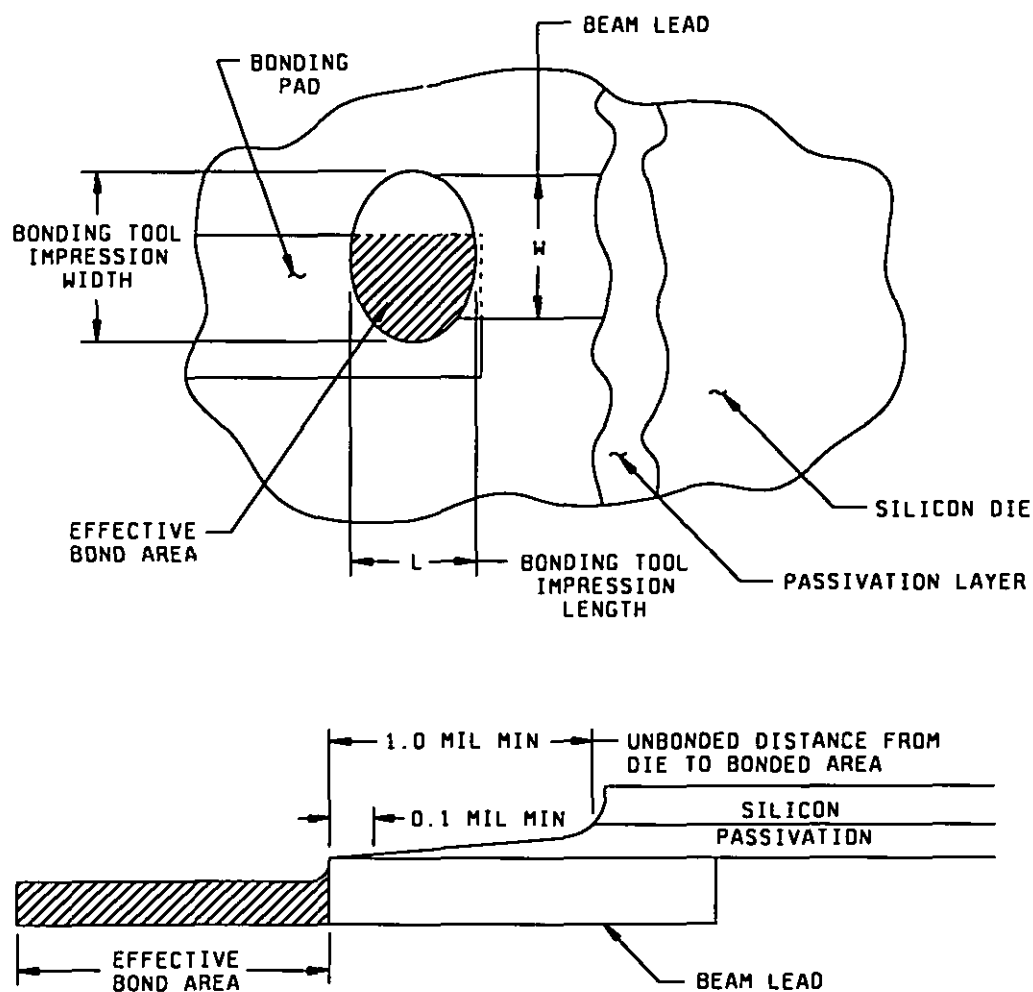 BEAM LEAD
BONDING
PAD
BONDING TOOL
IMPRESSION
WIDTH
W
EFFECTIVE
BOND AREA
L
BONDING TOOL
IMPRESSION
LENGTH
SILICON DIE
PASSIVATION LAYER
1.0 MIL MIN
UNBONDED DISTANCE FROM
DIE TO BONDED AREA
0.1 MIL MIN
SILICON
PASSIVATION
EFFECTIVE
BOND AREA
BEAM LEAD